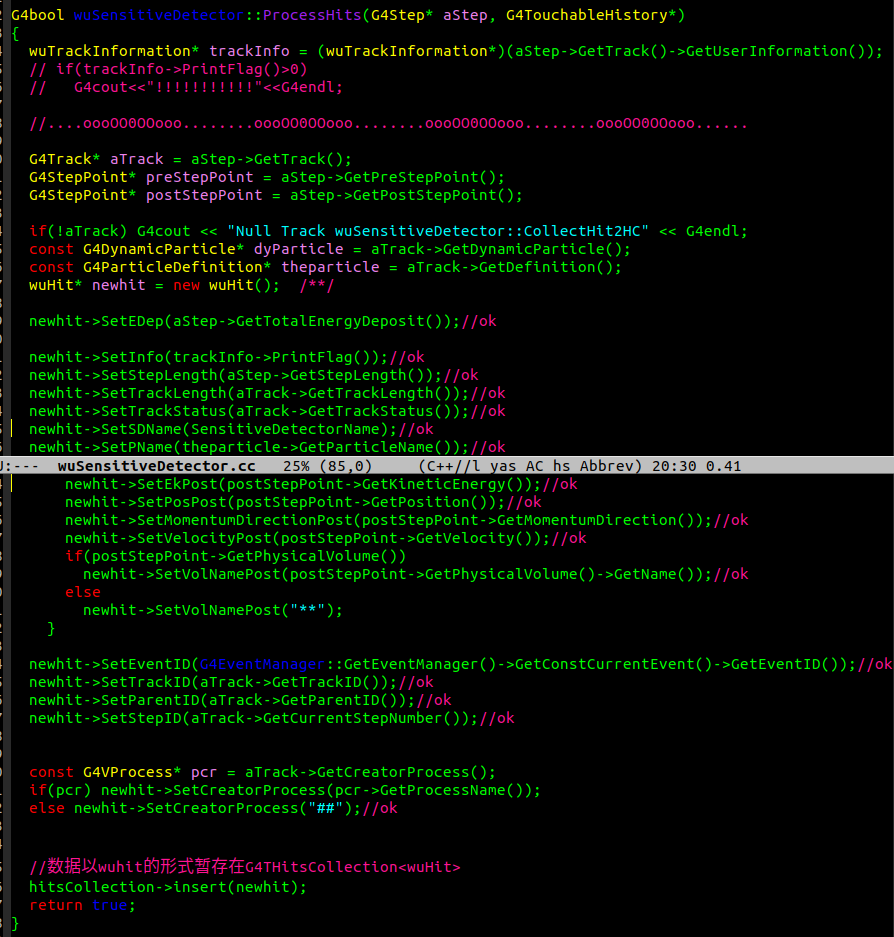 G4bool wuSensitiveDetector::ProcessHits(G4Step* aStep, G4TouchableHistory*)
{
  wuTrackInformation* trackInfo = (wuTrackInformation*)(aStep->GetTrack()->GetUserInformation());
  // if(trackInfo->PrintFlag()>0)
  //   G4cout<<"!!!!!!!!!!!"<<G4endl;
  //....oooOO0OOooo........oooOO0OOooo........oooOO0OOooo........oooOO0OOooo......
  G4Track* aTrack = aStep->GetTrack();
  G4StepPoint* preStepPoint = aStep->GetPreStepPoint();
  G4StepPoint* postStepPoint = aStep->GetPostStepPoint();
  if(!aTrack) G4cout << "Null Track wuSensitiveDetector::CollectHit2HC" << G4endl;
  const G4DynamicParticle* dyParticle = aTrack->GetDynamicParticle();
  const G4ParticleDefinition* theparticle = aTrack->GetDefinition();
  wuHit* newhit = new wuHit();  /**/
  newhit->SetEDep(aStep->GetTotalEnergyDeposit());//ok
  newhit->SetInfo(trackInfo->PrintFlag());//ok
  newhit->SetStepLength(aStep->GetStepLength());//ok
  newhit->SetTrackLength(aTrack->GetTrackLength());//ok
  newhit->SetTrackStatus(aTrack->GetTrackStatus());//ok
  newhit->SetSDName(SensitiveDetectorName);//ok
  newhit->SetPName(theparticle->GetParticleName());//ok
U:---  wuSensitiveDetector.cc   25% (85,0)     (C++//l yas AC hs Abbrev) 20:30 0.41
      newhit->SetEkPost(postStepPoint->GetKineticEnergy());//ok
      newhit->SetPosPost(postStepPoint->GetPosition());//ok
      newhit->SetMomentumDirectionPost(postStepPoint->GetMomentumDirection());//ok
      newhit->SetVelocityPost(postStepPoint->GetVelocity());//ok
      if(postStepPoint->GetPhysicalVolume())
        newhit->SetVolNamePost(postStepPoint->GetPhysicalVolume()->GetName());//ok
      else
        newhit->SetVolNamePost("**");
    }
  newhit->SetEventID(G4EventManager::GetEventManager()->GetConstCurrentEvent()->GetEventID());//ok
  newhit->SetTrackID(aTrack->GetTrackID());//ok
  newhit->SetParentID(aTrack->GetParentID());//ok
  newhit->SetStepID(aTrack->GetCurrentStepNumber());//ok
  const G4VProcess* pcr = aTrack->GetCreatorProcess();
  if(pcr) newhit->SetCreatorProcess(pcr->GetProcessName());
  else newhit->SetCreatorProcess("##");//ok
  //数据以wuhit的形式暂存在G4THitsCollection<wuHit>
  hitsCollection->insert(newhit);
  return true;
}